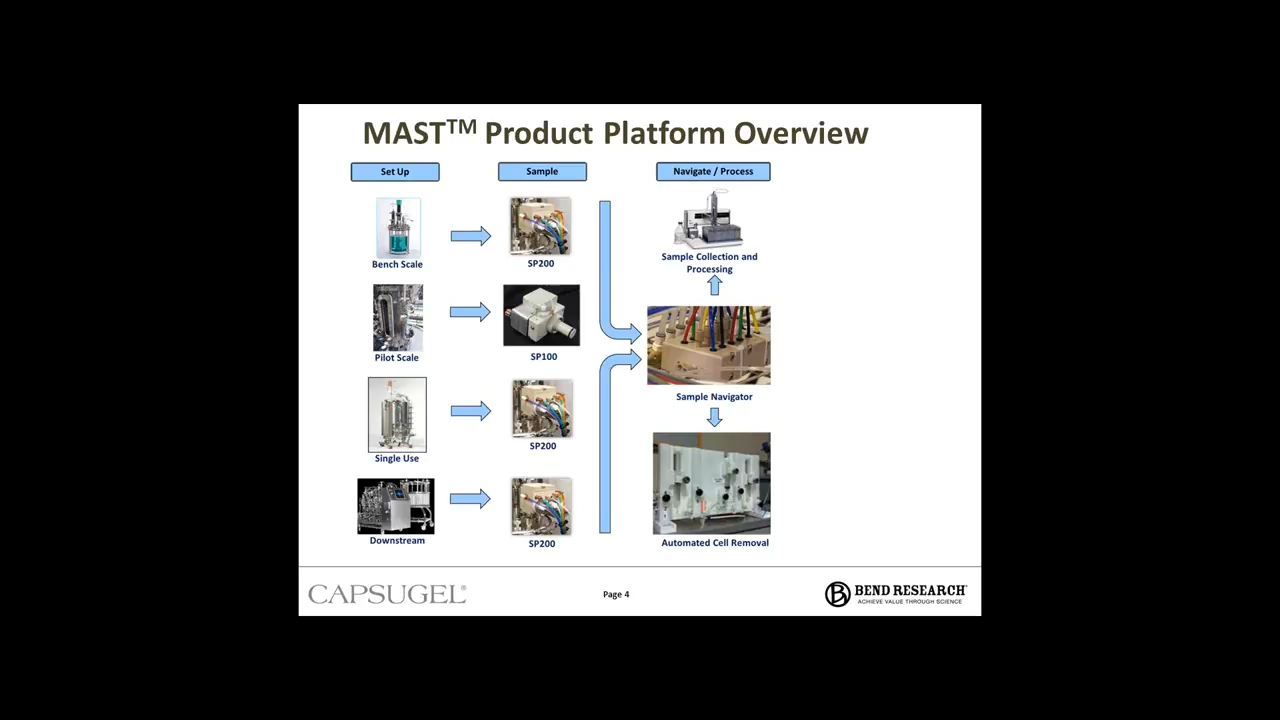 MAST™ Product Platform Overview
Set Up
Sample
Navigate / Process
Bench Scale
SP200
Sample Collection and
Processing
Pilot Scale
SP100
Sample Navigator
Single Use
SP200
Downstream
SP200
Automated Cell Removal
CAPSUGEL®
Page 4
BEND RESEARCH
ACHIEVE VALUE THROUGH SCIENCE